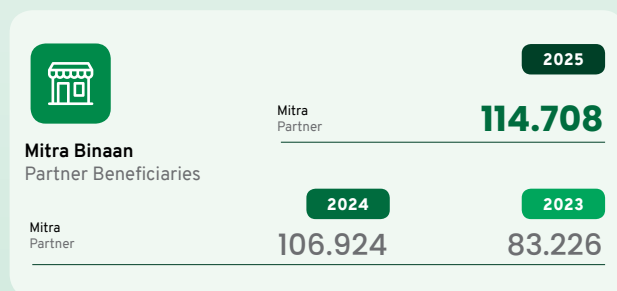 2025
Mitra
Partner
114.708
Mitra Binaan
Partner Beneficiaries
2024
2023
Mitra
Partner
106.924
83.226